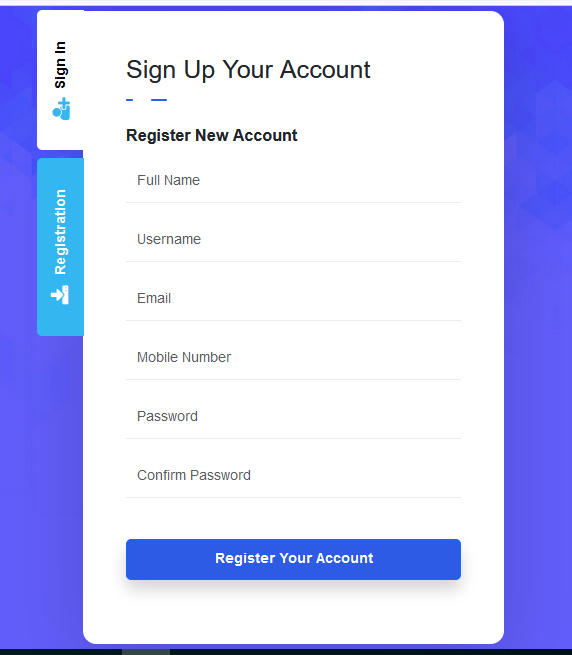 Sign In
Registration
Sign Up Your Account
Register New Account
Full Name
Username
Email
Mobile Number
Password
Confirm Password
Register Your Account